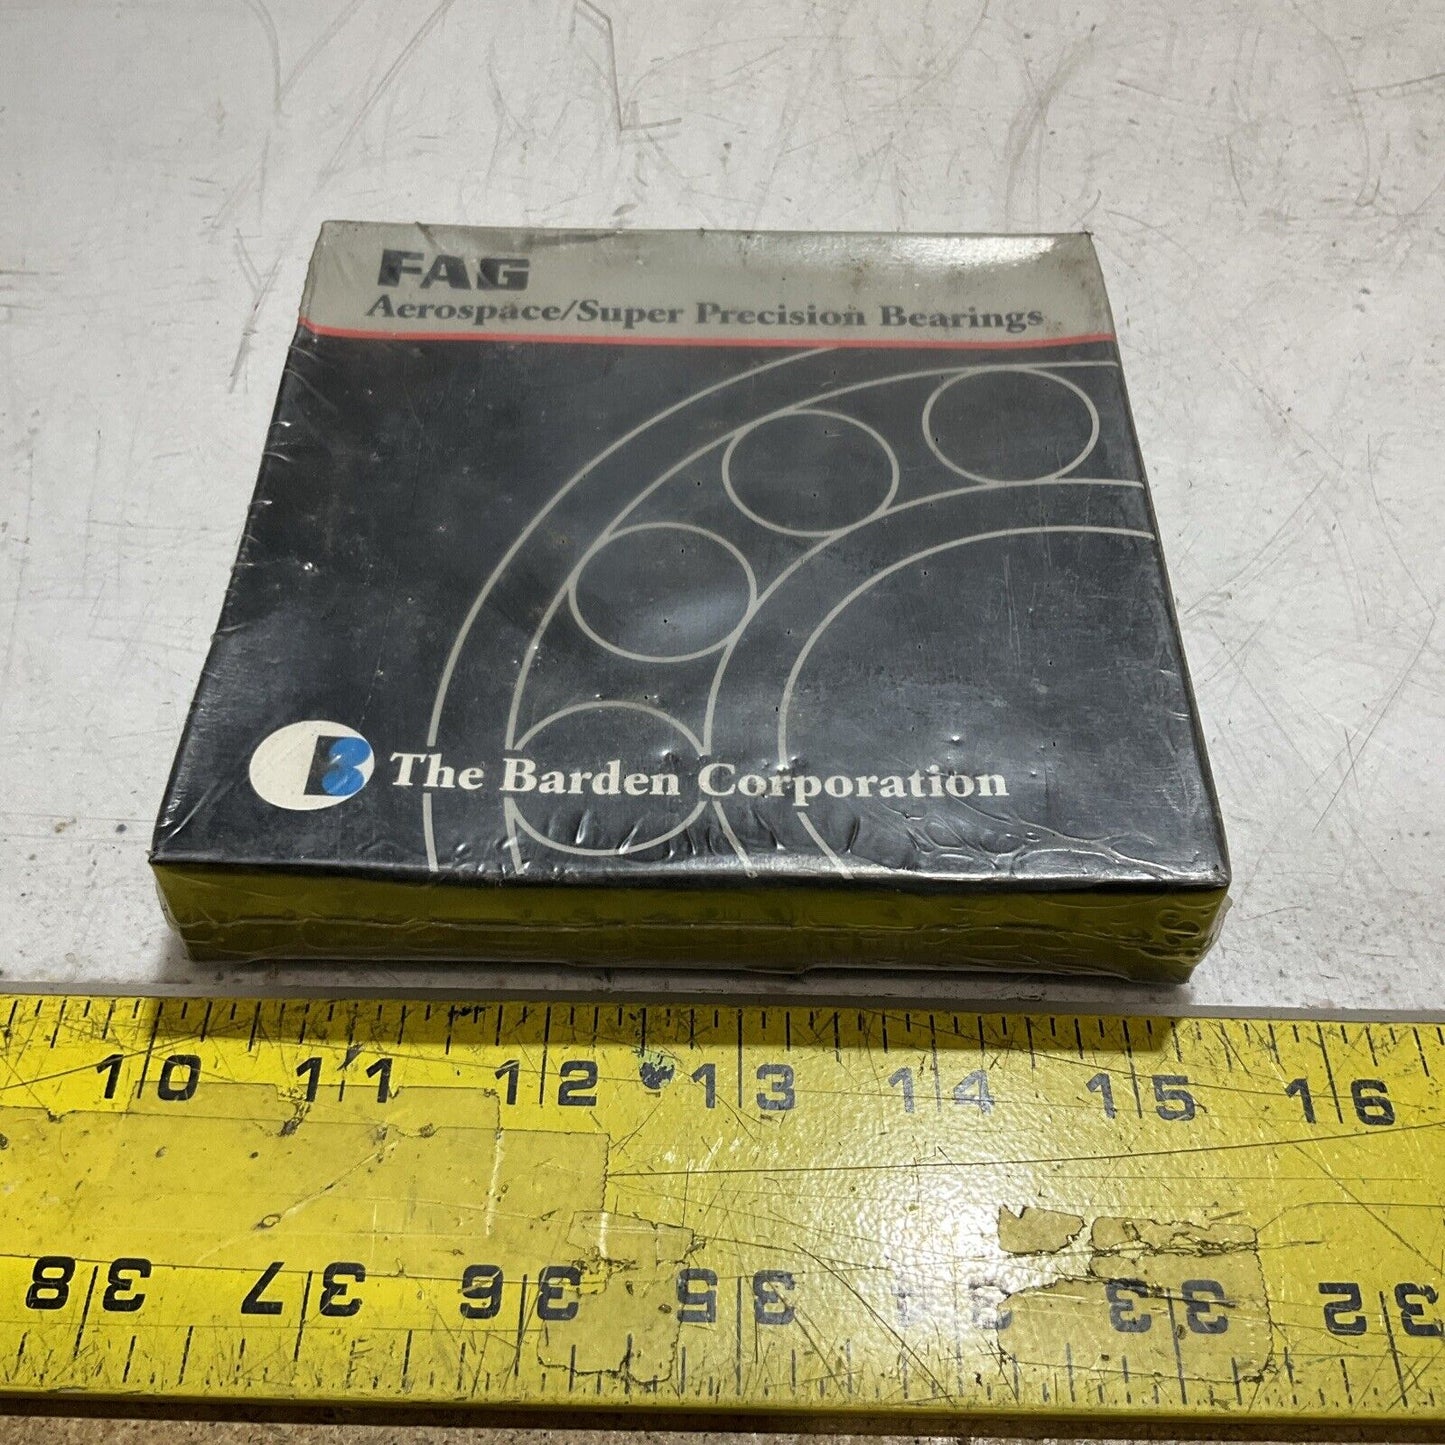 FAG
Aerospace/Super Precision Bearings
B The Barden Corporation
10 11 12 13 14 15 16
38 37 36 35 34 33 32